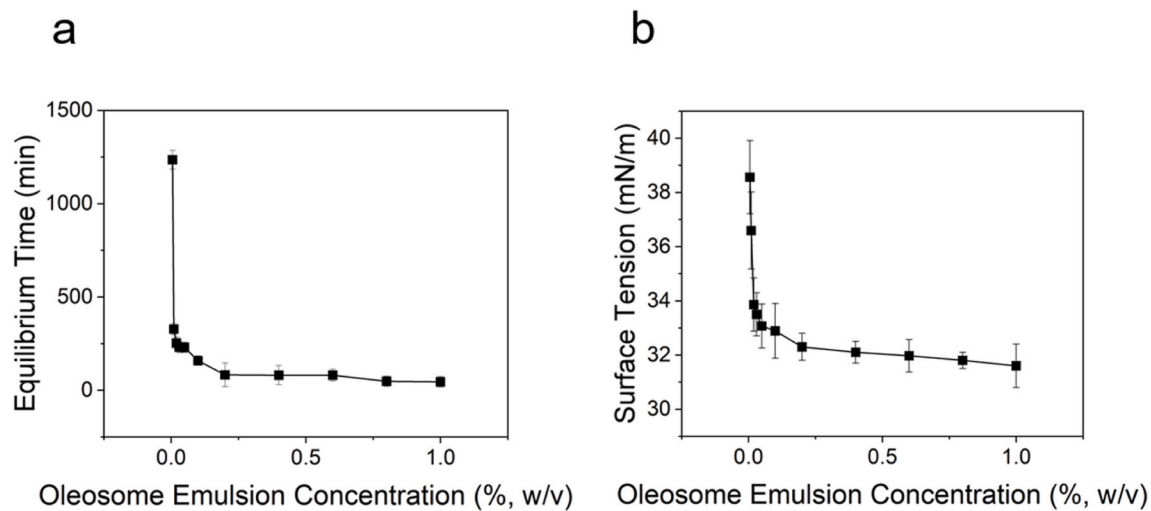 a
1500
1000
500
0
Equilibrium Time (min)
0.0 0.5 1.0
Oleosome Emulsion Concentration (%, w/v)
b
40
38
36
34
32
30
Surface Tension (mN/m)
0.0 0.5 1.0
Oleosome Emulsion Concentration (%, w/v)